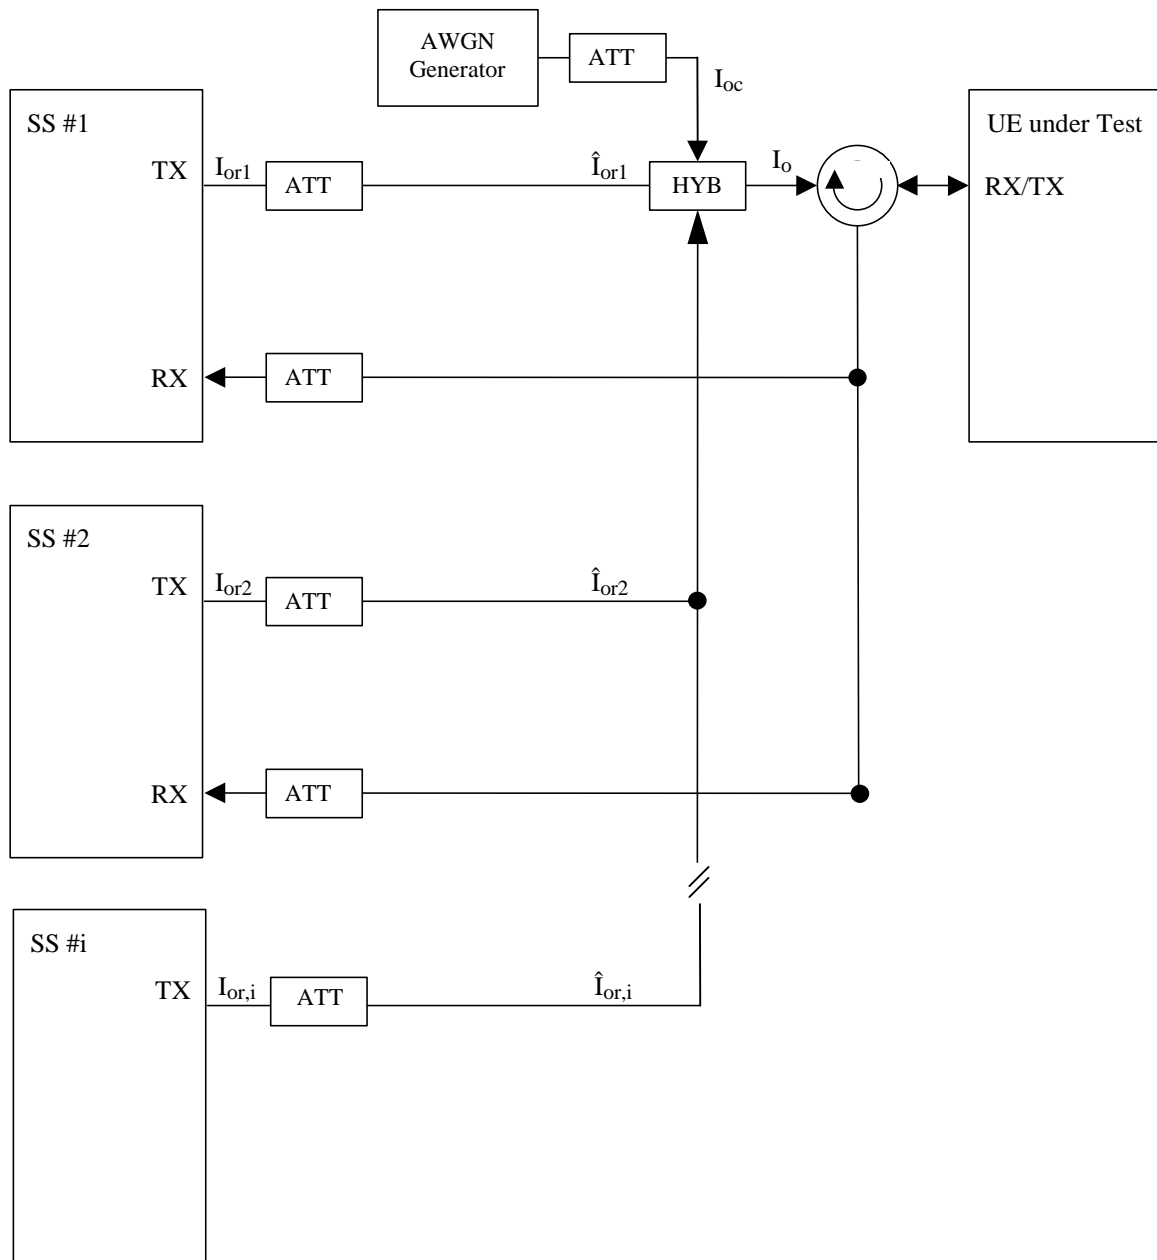 AWGN
Generator
ATT
I_oc
SS #1
TX
I_or1
ATT
Î_or1
HYB
I_o
UE under Test
RX/TX
RX
ATT
SS #2
TX
I_or2
ATT
Î_or2
RX
ATT
SS #i
TX
I_or,i
ATT
Î_or,i